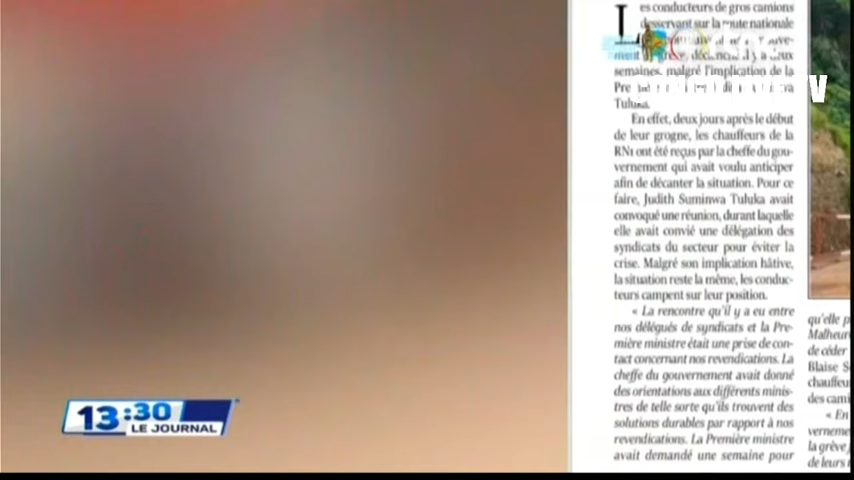 13:30
LE JOURNAL
Les conducteurs de gros camions
desservant sur la route nationale
semaines, malgré l'implication de la
Tuluka.
En effet, deux jours après le début
de leur grogne, les chauffeurs de la
RN1 ont été reçus par la cheffe du gou-
vernement qui avait voulu anticiper
afin de décanter la situation. Pour ce
faire, Judith Suminwa Tuluka avait
convoqué une réunion, durant laquelle
elle avait convié une délégation des
syndicats du secteur pour éviter la
crise. Malgré son implication hâtive,
la situation reste la même, les conduc-
teurs campent sur leur position.
« La rencontre qu'il y a eu entre
nos délégués de syndicats et la Pre-
mière ministre était une prise de con-
tact concernant nos revendications. La
cheffe du gouvernement avait donné
des orientations aux différents minis-
tres de telle sorte qu'ils trouvent des
solutions durables par rapport à nos
revendications. La Première ministre
avait demandé une semaine pour
qu'elle p
Malheure
de céder
Blaise S
chauffeu
des cami
« En
verneme
la grève
de leurs